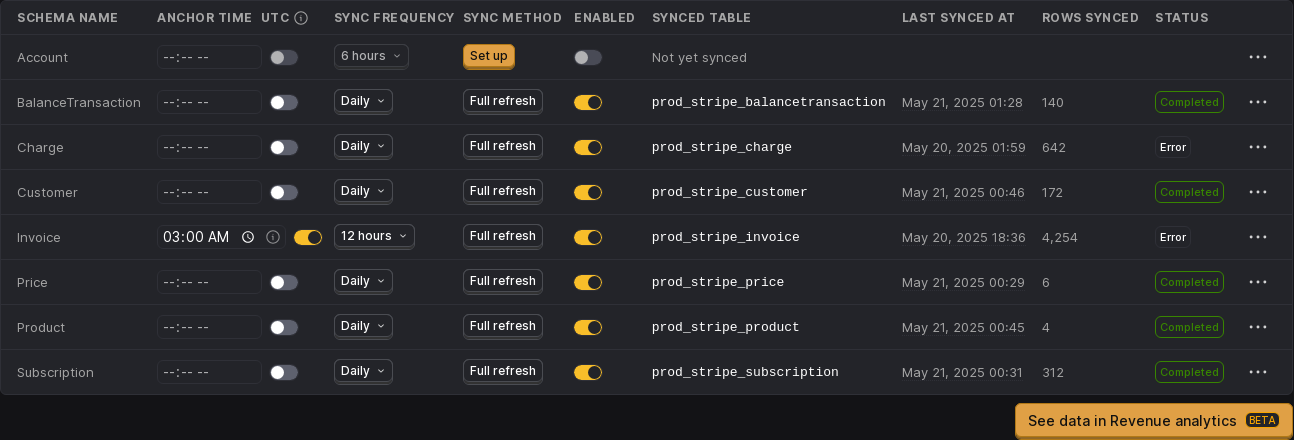 SCHEMA NAME ANCHOR TIME UTC SYNC FREQUENCY SYNC METHOD ENABLED SYNCED TABLE LAST SYNCED AT ROWS SYNCED STATUS
Account --:-- -- 6 hours Set up Not yet synced
BalanceTransaction --:-- -- Daily Full refresh prod_stripe_balancetransaction May 21, 2025 01:28 140 Completed
Charge --:-- -- Daily Full refresh prod_stripe_charge May 20, 2025 01:59 642 Error
Customer --:-- -- Daily Full refresh prod_stripe_customer May 21, 2025 00:46 172 Completed
Invoice 03:00 AM 12 hours Full refresh prod_stripe_invoice May 20, 2025 18:36 4,254 Error
Price --:-- -- Daily Full refresh prod_stripe_price May 21, 2025 00:29 6 Completed
Product --:-- -- Daily Full refresh prod_stripe_product May 21, 2025 00:45 4 Completed
Subscription --:-- -- Daily Full refresh prod_stripe_subscription May 21, 2025 00:31 312 Completed
See data in Revenue analytics BETA